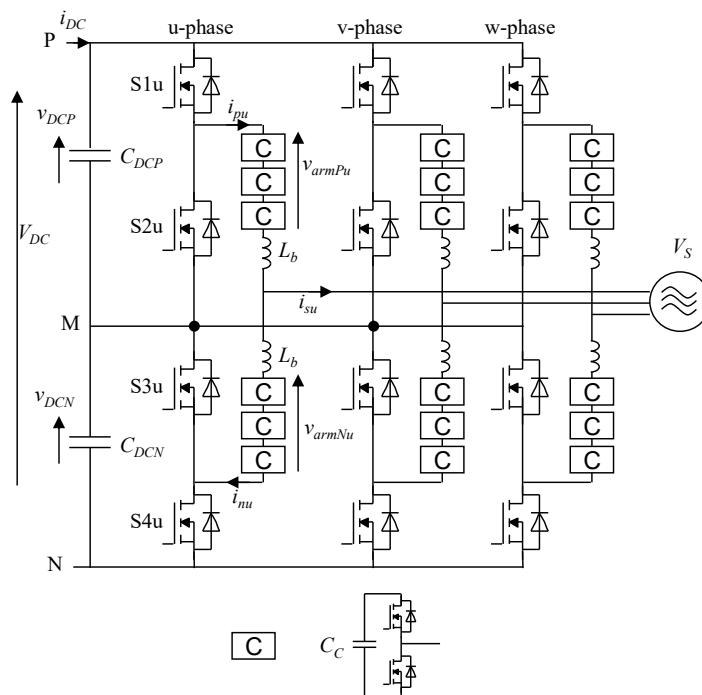 i_DC
P u-phase v-phase w-phase
S1u
i_pu
v_DCP
C C C
C_DCP
v_armPu
C C C
C C C
V_DC
S2u
L_b
V_S
i_su
M
L_b
S3u
v_DCN
C C C
C_DCN
v_armNu
C C C
C C C
i_nu
S4u
N
C
C_C